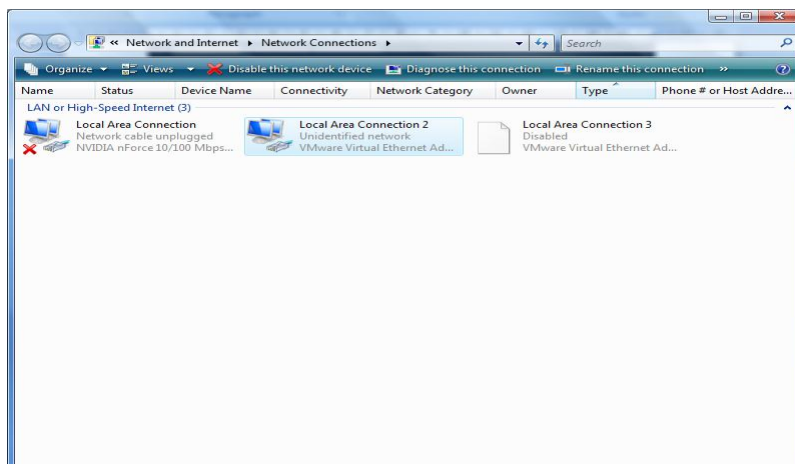 « Network and Internet ▸ Network Connections ▸ Search
Organize Views Disable this network device Diagnose this connection Rename this connection »
Name Status Device Name Connectivity Network Category Owner Type Phone # or Host Addre...
LAN or High-Speed Internet (3)
Local Area Connection
Network cable unplugged
NVIDIA nForce 10/100 Mbps...
Local Area Connection 2
Unidentified network
VMware Virtual Ethernet Ad...
Local Area Connection 3
Disabled
VMware Virtual Ethernet Ad...